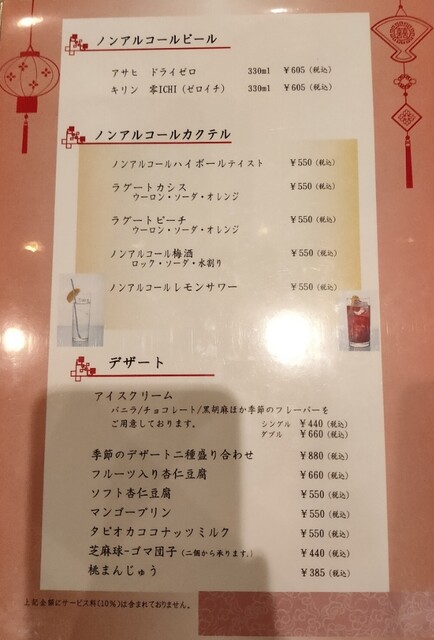 ノンアルコールビール
アサヒ ドライゼロ 330ml ¥605（税込）
キリン 零ICHI（ゼロイチ） 330ml ¥605（税込）
ノンアルコールカクテル
ノンアルコールハイボールテイスト ¥550（税込）
ラグートカシス ¥550（税込）
ウーロン・ソーダ・オレンジ
ラグートピーチ ¥550（税込）
ウーロン・ソーダ・オレンジ
ノンアルコール梅酒 ¥550（税込）
ロック・ソーダ・水割り
ノンアルコールレモンサワー ¥550（税込）
デザート
アイスクリーム
バニラ/チョコレート/黒胡麻ほか季節のフレーバーを
ご用意しております。
シングル ¥440（税込）
ダブル ¥660（税込）
季節のデザート二種盛り合わせ ¥880（税込）
フルーツ入り杏仁豆腐 ¥660（税込）
ソフト杏仁豆腐 ¥550（税込）
マンゴープリン ¥550（税込）
タピオカココナッツミルク ¥550（税込）
芝麻球-ゴマ団子（二個から承ります。） ¥440（税込）
桃まんじゅう ¥385（税込）
上記金額にサービス料(10%)は含まれておりません。